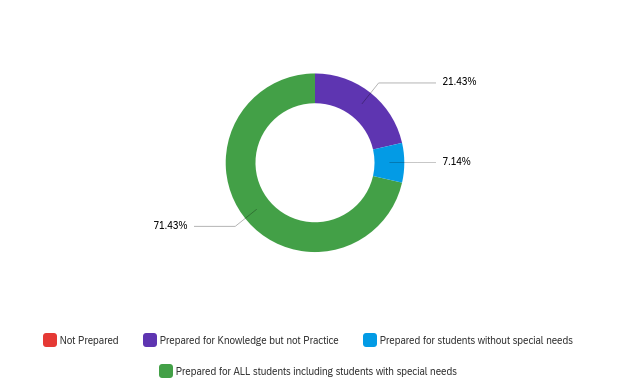 21.43%
7.14%
71.43%
Not Prepared Prepared for Knowledge but not Practice Prepared for students without special needs
Prepared for ALL students including students with special needs